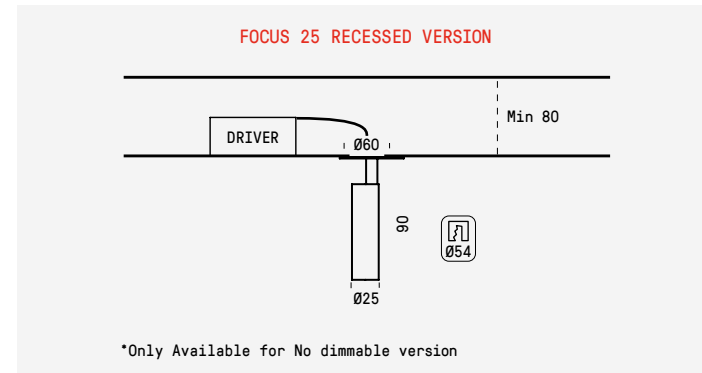 FOCUS 25 RECESSED VERSION
Min 80
DRIVER
Ø60
90
Ø54
Ø25
*Only Available for No dimmable version